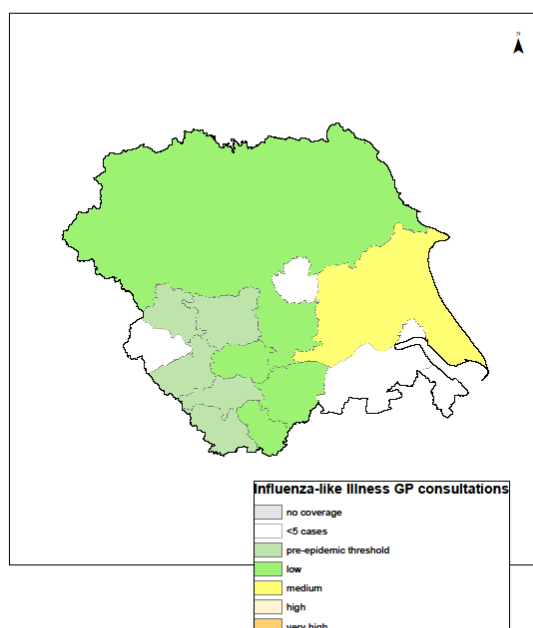 N
Influenza-like Illness GP consultations
no coverage
<5 cases
pre-epidemic threshold
low
medium
high
very high